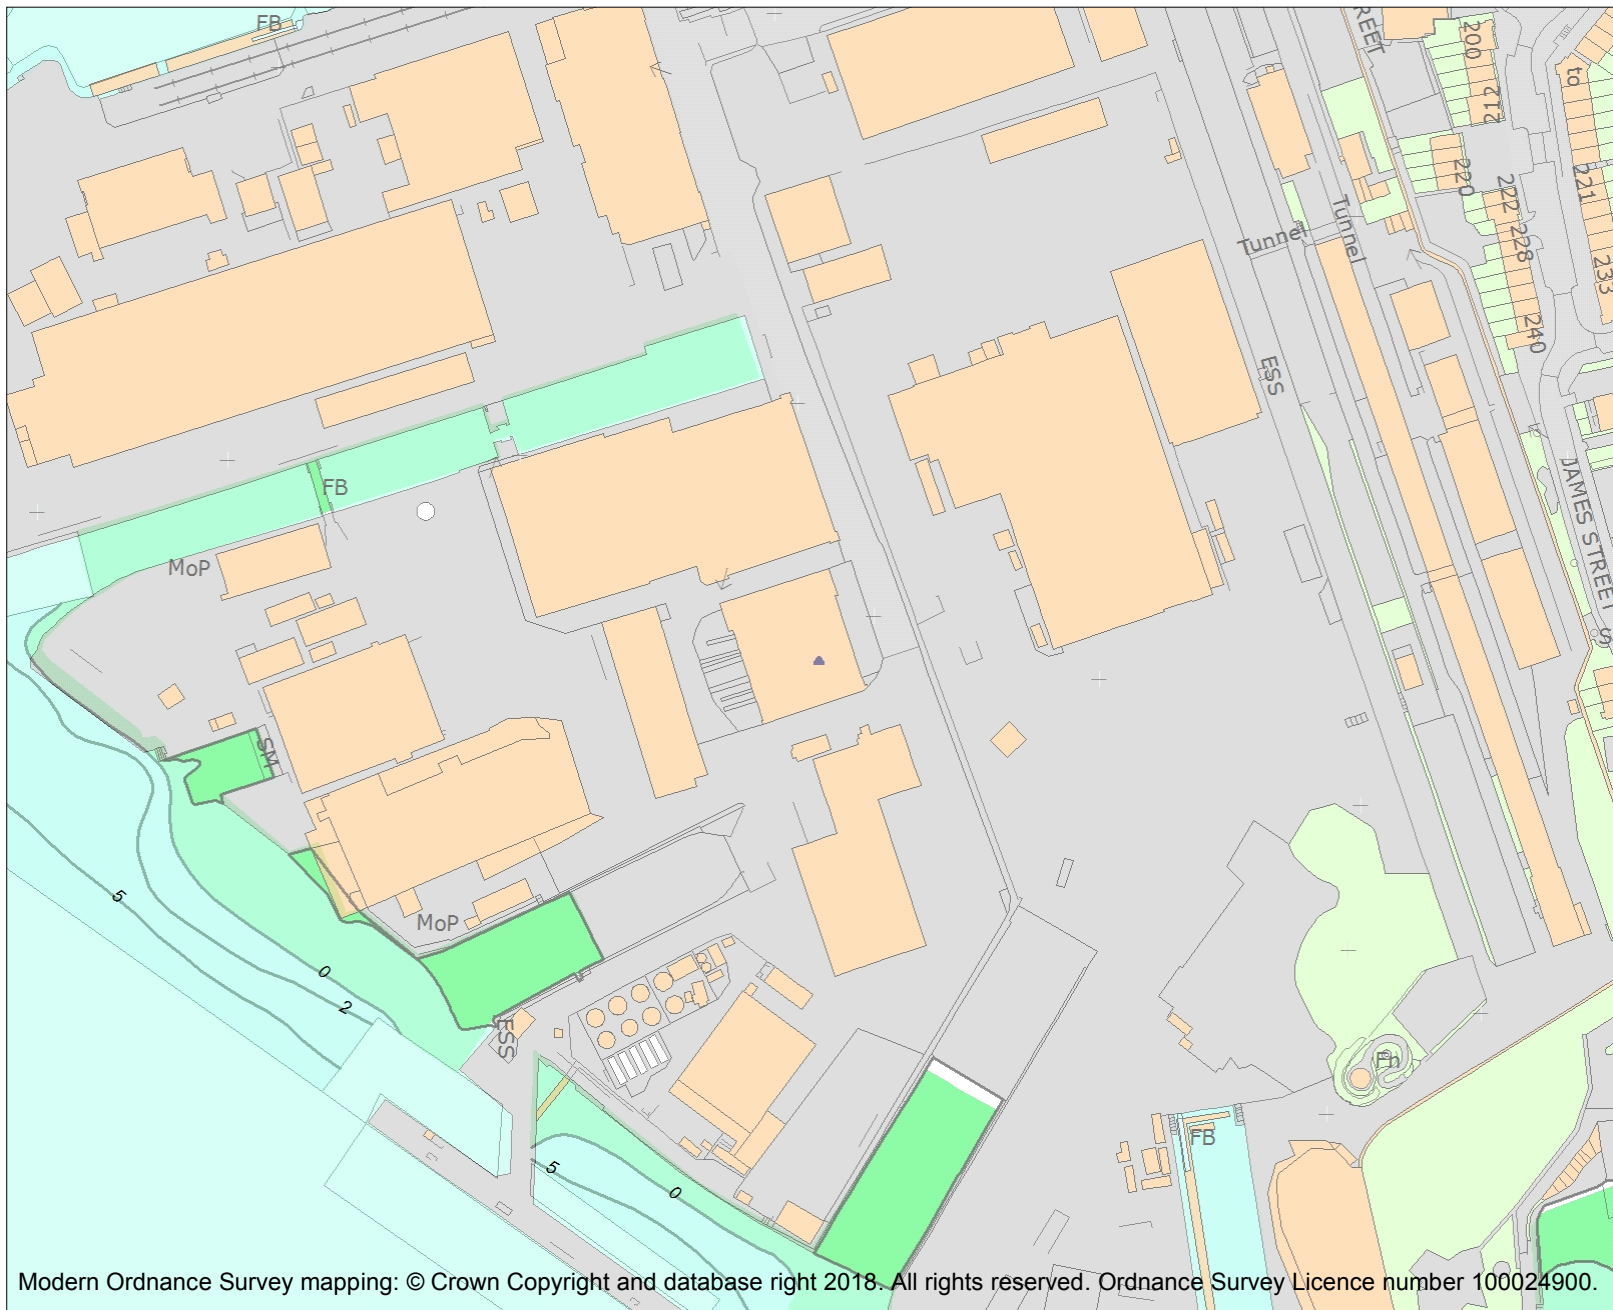 FB
REET
200
to
212
220
222
221
228
Tunnel
Tunnel
233
240
ESS
FB
JAMES STREET S
MoP
SM
5
MoP
0
2
ESS
En
FB
5
0
Modern Ordnance Survey mapping: © Crown Copyright and database right 2018. All rights reserved. Ordnance Survey Licence number 100024900.